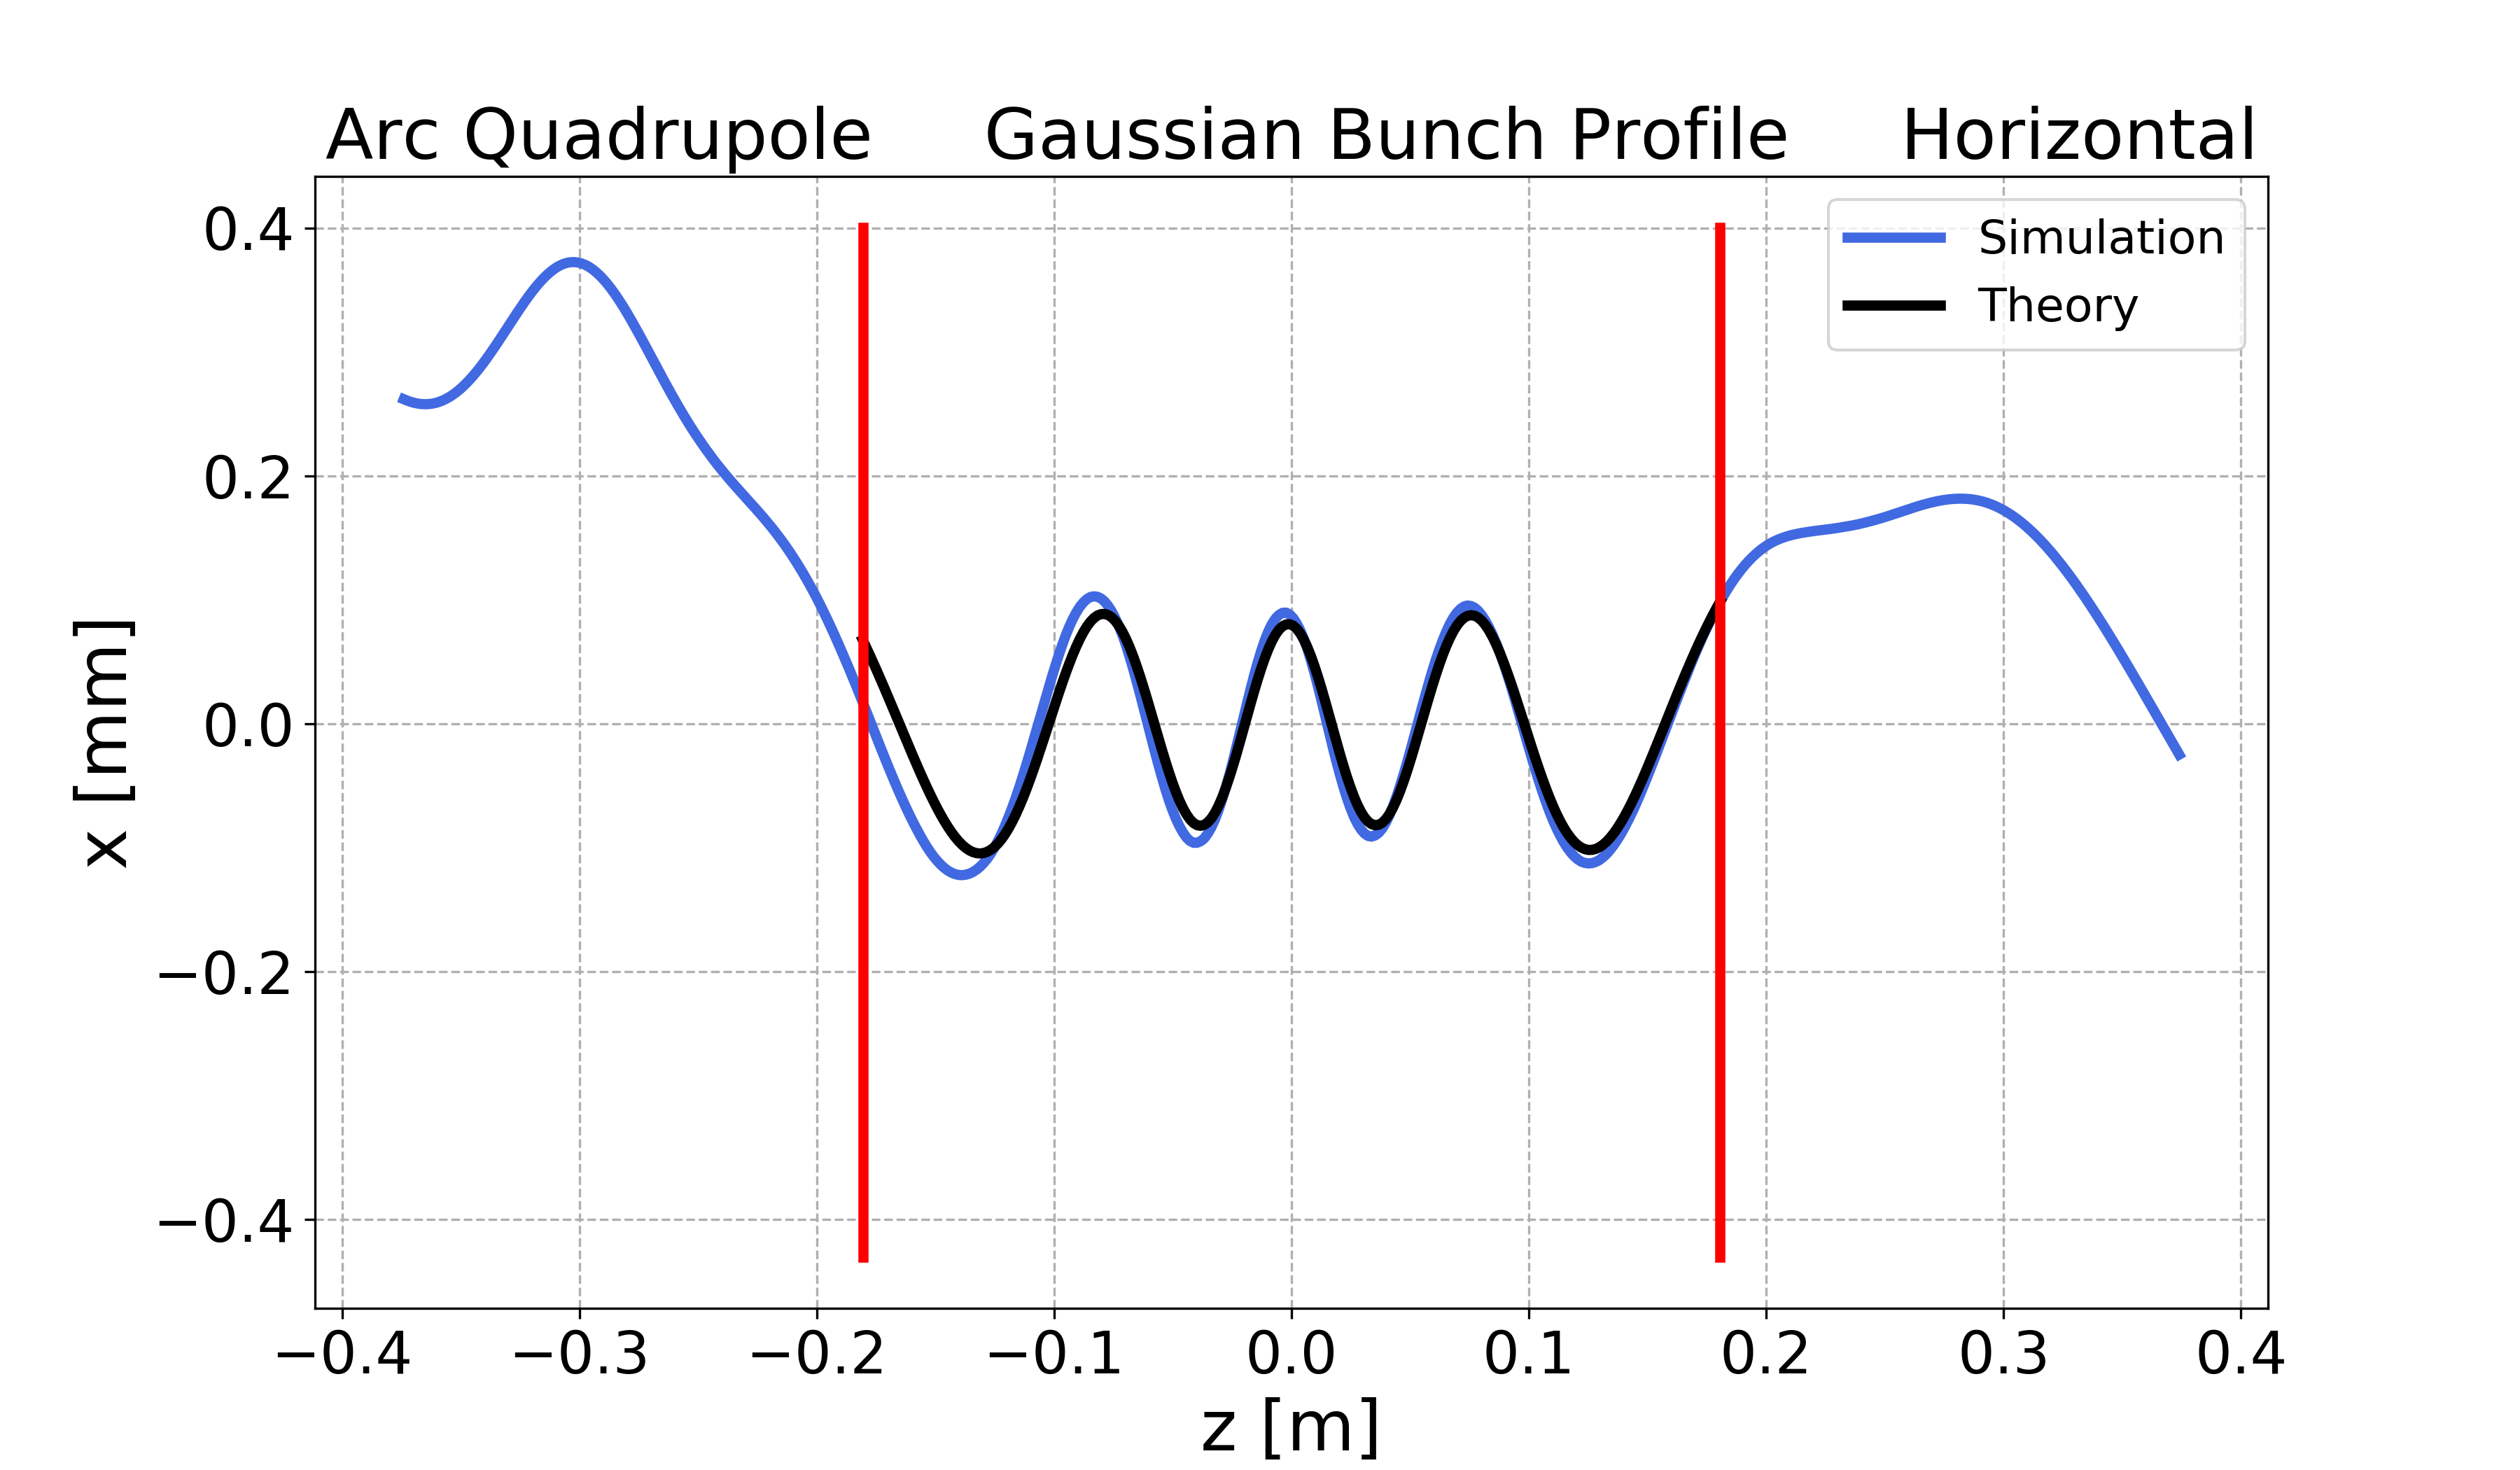 Arc Quadrupole Gaussian Bunch Profile Horizontal
Simulation
Theory
x [mm]
0.4
0.2
0.0
−0.2
−0.4
−0.4 −0.3 −0.2 −0.1 0.0 0.1 0.2 0.3 0.4
z [m]